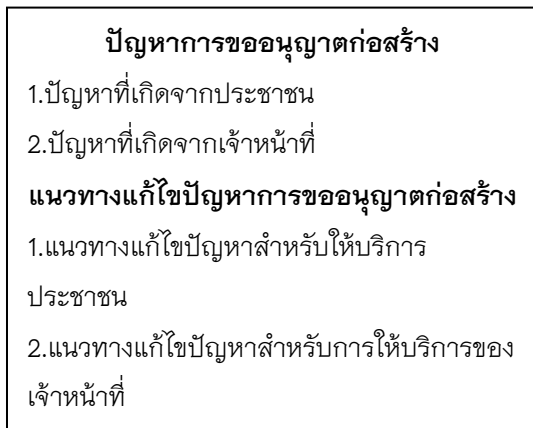 ปัญหาการขออนุญาตก่อสร้าง
1.ปัญหาที่เกิดจากประชาชน
2.ปัญหาที่เกิดจากเจ้าหน้าที่
แนวทางแก้ไขปัญหาการขออนุญาตก่อสร้าง
1.แนวทางแก้ไขปัญหาสำหรับให้บริการ
ประชาชน
2.แนวทางแก้ไขปัญหาสำหรับการให้บริการของ
เจ้าหน้าที่